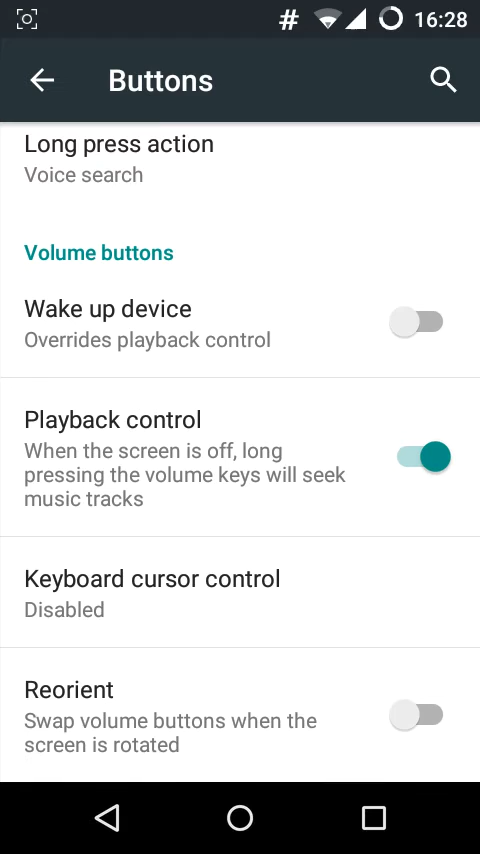 # 16:28
Buttons
Long press action
Voice search
Volume buttons
Wake up device
Overrides playback control
Playback control
When the screen is off, long
pressing the volume keys will seek
music tracks
Keyboard cursor control
Disabled
Reorient
Swap volume buttons when the
screen is rotated